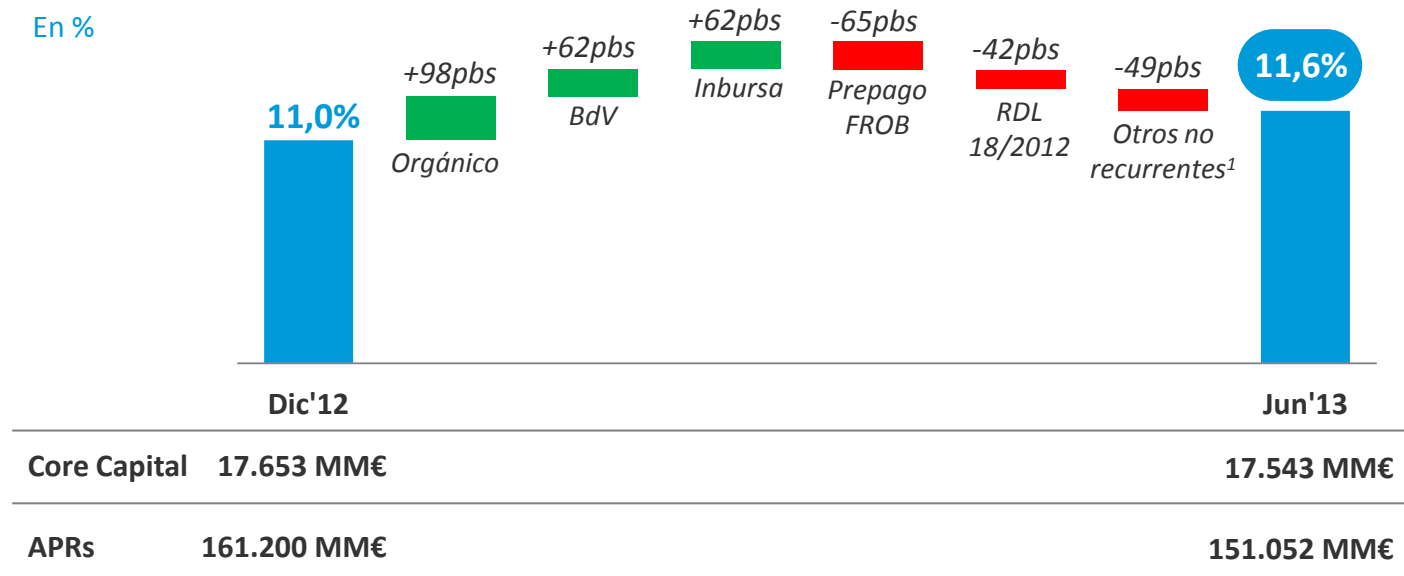 En %
11,0%
+98pbs
Orgánico
+62pbs
BdV
+62pbs
Inbursa
-65pbs
Prepago
FROB
-42pbs
RDL
18/2012
-49pbs
Otros no
recurrentes¹
11,6%
Dic'12 Jun'13
Core Capital 17.653 MM€ 17.543 MM€
APRs 161.200 MM€ 151.052 MM€